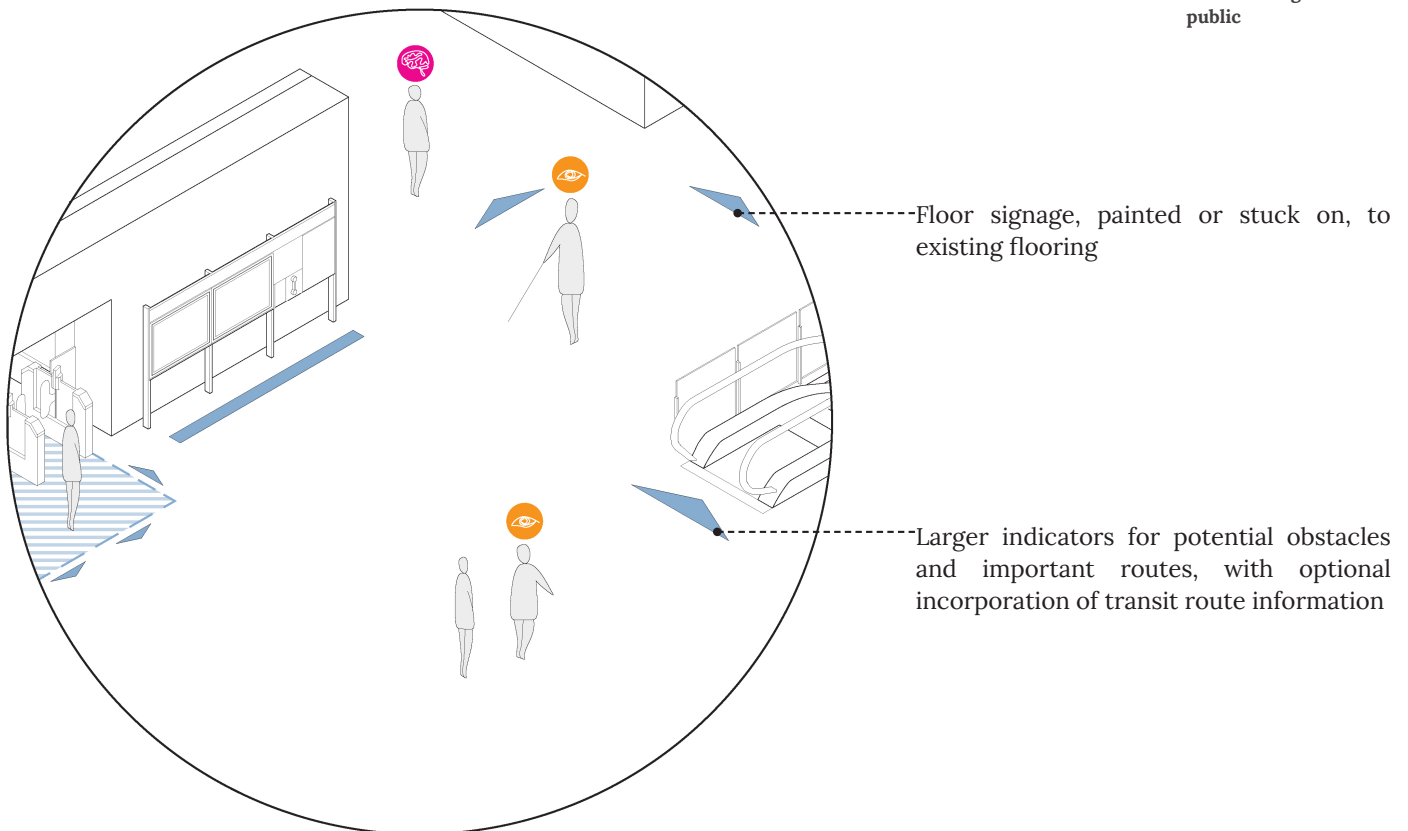 public
Floor signage, painted or stuck on, to
existing flooring
Larger indicators for potential obstacles
and important routes, with optional
incorporation of transit route information